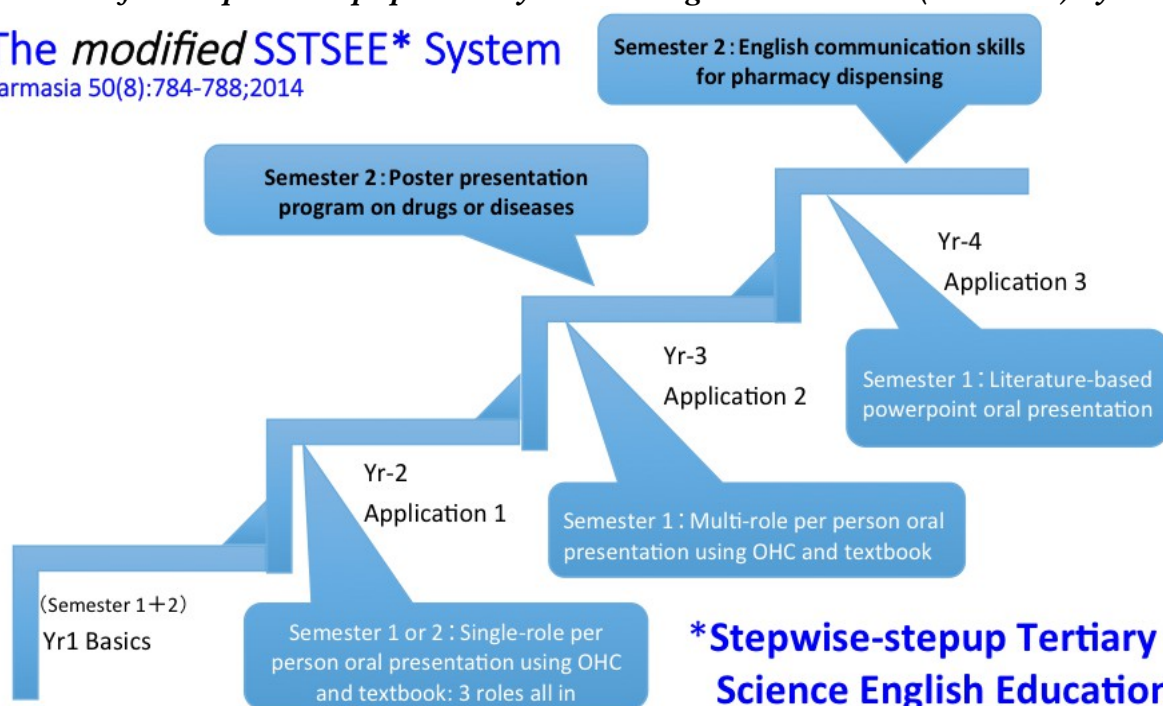 The modified SSTSEE* System
armasia 50(8):784-788;2014
Semester 2:English communication skills
for pharmacy dispensing
Semester 2:Poster presentation
program on drugs or diseases
Yr-4
Application 3
Semester 1:Literature-based
powerpoint oral presentation
Yr-3
Application 2
Semester 1:Multi-role per person oral
presentation using OHC and textbook
Yr-2
Application 1
(Semester 1+2)
Yr1 Basics
Semester 1 or 2:Single-role per
person oral presentation using OHC
and textbook: 3 roles all in
*Stepwise-stepup Tertiary
Science English Education